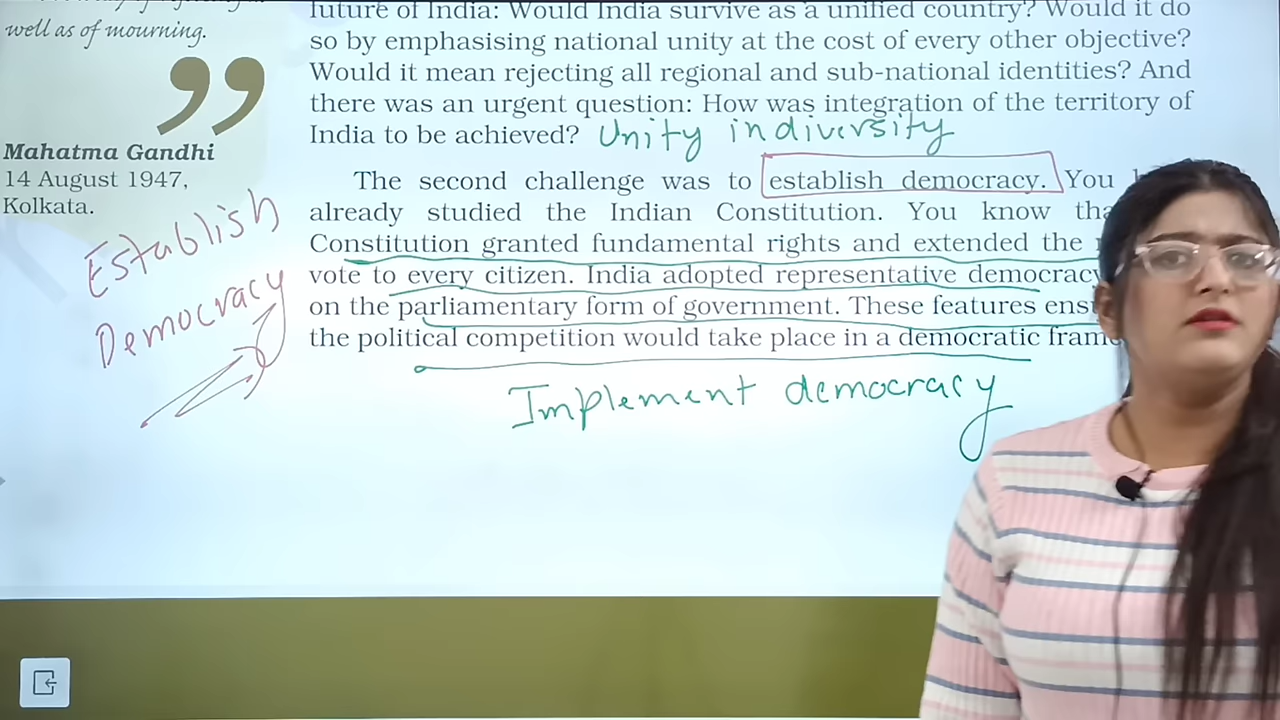 well as of mourning.
”
Mahatma Gandhi
14 August 1947,
Kolkata.
Establish
Democracy
future of India: Would India survive as a unified country? Would it do
so by emphasising national unity at the cost of every other objective?
Would it mean rejecting all regional and sub-national identities? And
there was an urgent question: How was integration of the territory of
India to be achieved? Unity in diversity
The second challenge was to establish democracy. You
already studied the Indian Constitution. You know
Constitution granted fundamental rights and extended the
vote to every citizen. India adopted representative democracy
on the parliamentary form of government. These features
the political competition would take place in a democratic
Implement democracy